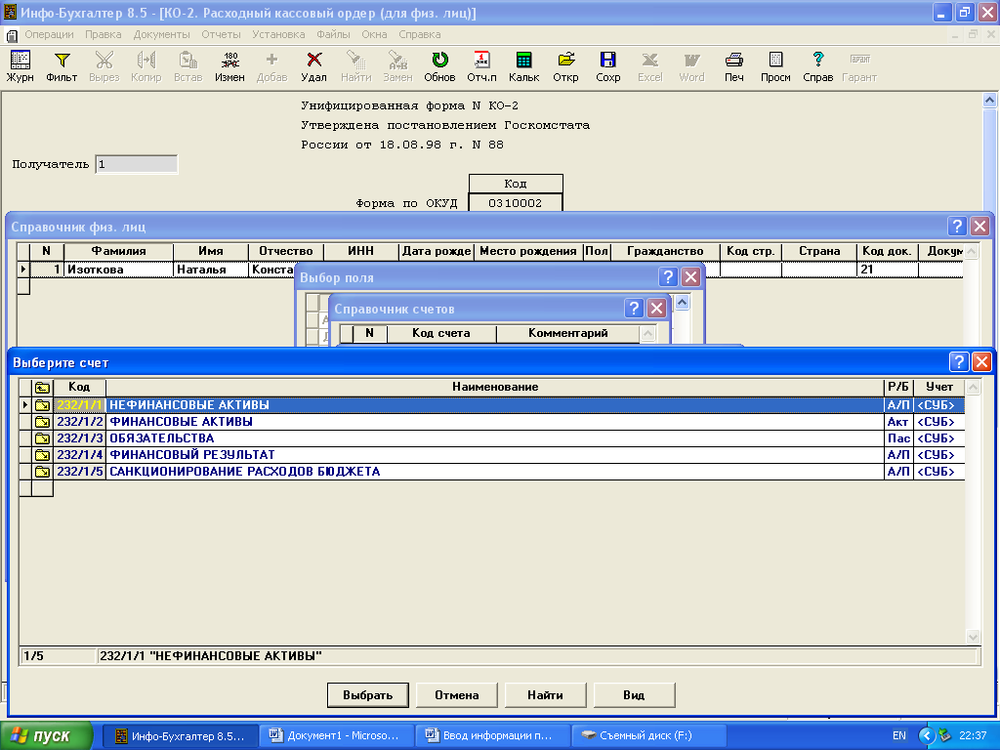 Инфо-Бухгалтер 8.5 - [КО-2. Расходный кассовый ордер (для физ. лиц)]
Операции Правка Документы Отчеты Установка Файлы Окна Справка
Журн Фильт Вырез Копир Встав Измен Добав Удал Найти Замен Обнов Отч.п Кальк Откр Сохр Excel Word Печ Просм Справ Гарант
Унифицированная форма N КО-2
Утверждена постановлением Госкомстата
России от 18.08.98 г. N 88
Получатель 1
Код
Форма по ОКУД 0310002
Справочник физ. лиц
N Фамилия Имя Отчество ИНН Дата рожде Место рождения Пол Гражданство Код стр. Страна Код док. Докум
1 Изоткова Наталья Конста 21
Выбор поля
Справочник счетов
N Код счета Комментарий
Выберите счет
Код Наименование Р/Б Учет
232/1/1 НЕФИНАНСОВЫЕ АКТИВЫ А/П <СУБ>
232/1/2 ФИНАНСОВЫЕ АКТИВЫ Акт <СУБ>
232/1/3 ОБЯЗАТЕЛЬСТВА Пас <СУБ>
232/1/4 ФИНАНСОВЫЙ РЕЗУЛЬТАТ А/П <СУБ>
232/1/5 САНКЦИОНИРОВАНИЕ РАСХОДОВ БЮДЖЕТА А/П <СУБ>
1/5 232/1/1 "НЕФИНАНСОВЫЕ АКТИВЫ"
Выбрать Отмена Найти Вид
пуск Инфо-Бухгалтер 8.5... Документ1 - Microso... Ввод информации п... Съемный диск (F:) EN 22:37